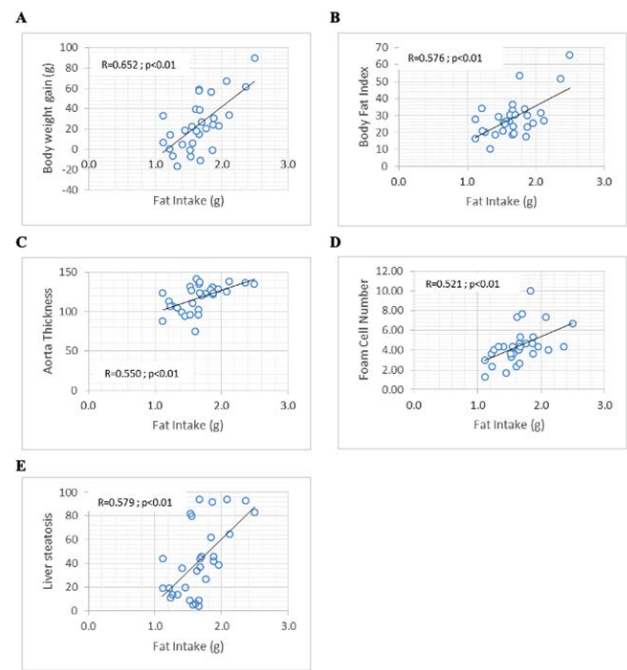 A
R=0.652 ; p<0.01
Body weight gain (g)
100
80
60
40
20
0
-20
-40
0.0 1.0 2.0 3.0
Fat Intake (g)
B
R=0.576 ; p<0.01
Body Fat Index
70
60
50
40
30
20
10
0
0.0 1.0 2.0 3.0
Fat Intake (g)
C
R=0.550 ; p<0.01
Aorta Thickness
150
100
50
0
0.0 1.0 2.0 3.0
Fat Intake (g)
D
R=0.521 ; p<0.01
Foam Cell Number
12.00
10.00
8.00
6.00
4.00
2.00
0.00
0.0 1.0 2.0 3.0
Fat Intake (g)
E
R=0.579 ; p<0.01
Liver steatosis
100
80
60
40
20
0
0.0 1.0 2.0 3.0
Fat Intake (g)